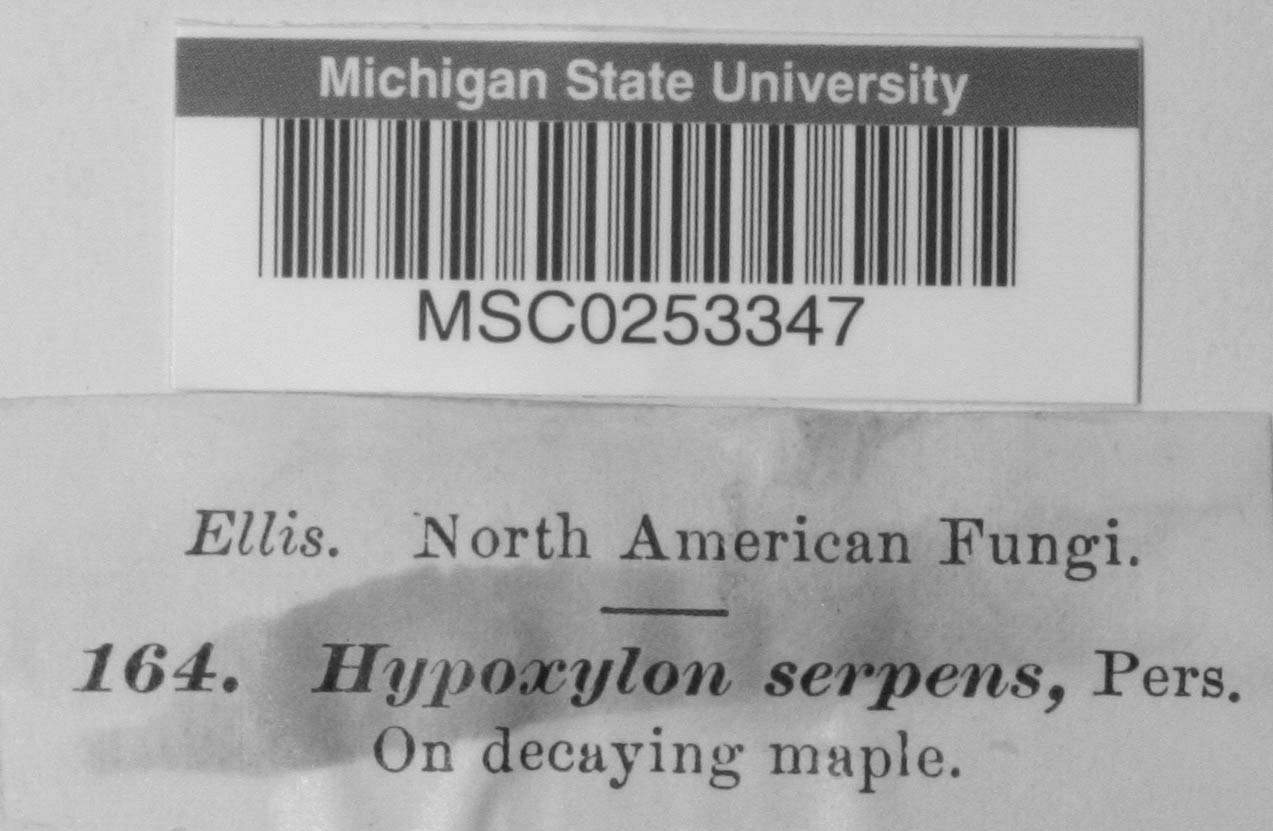 Michigan State University
MSC0253347
Ellis. North American Fungi.
164. Hypoxylon serpens, Pers.
On decaying maple.